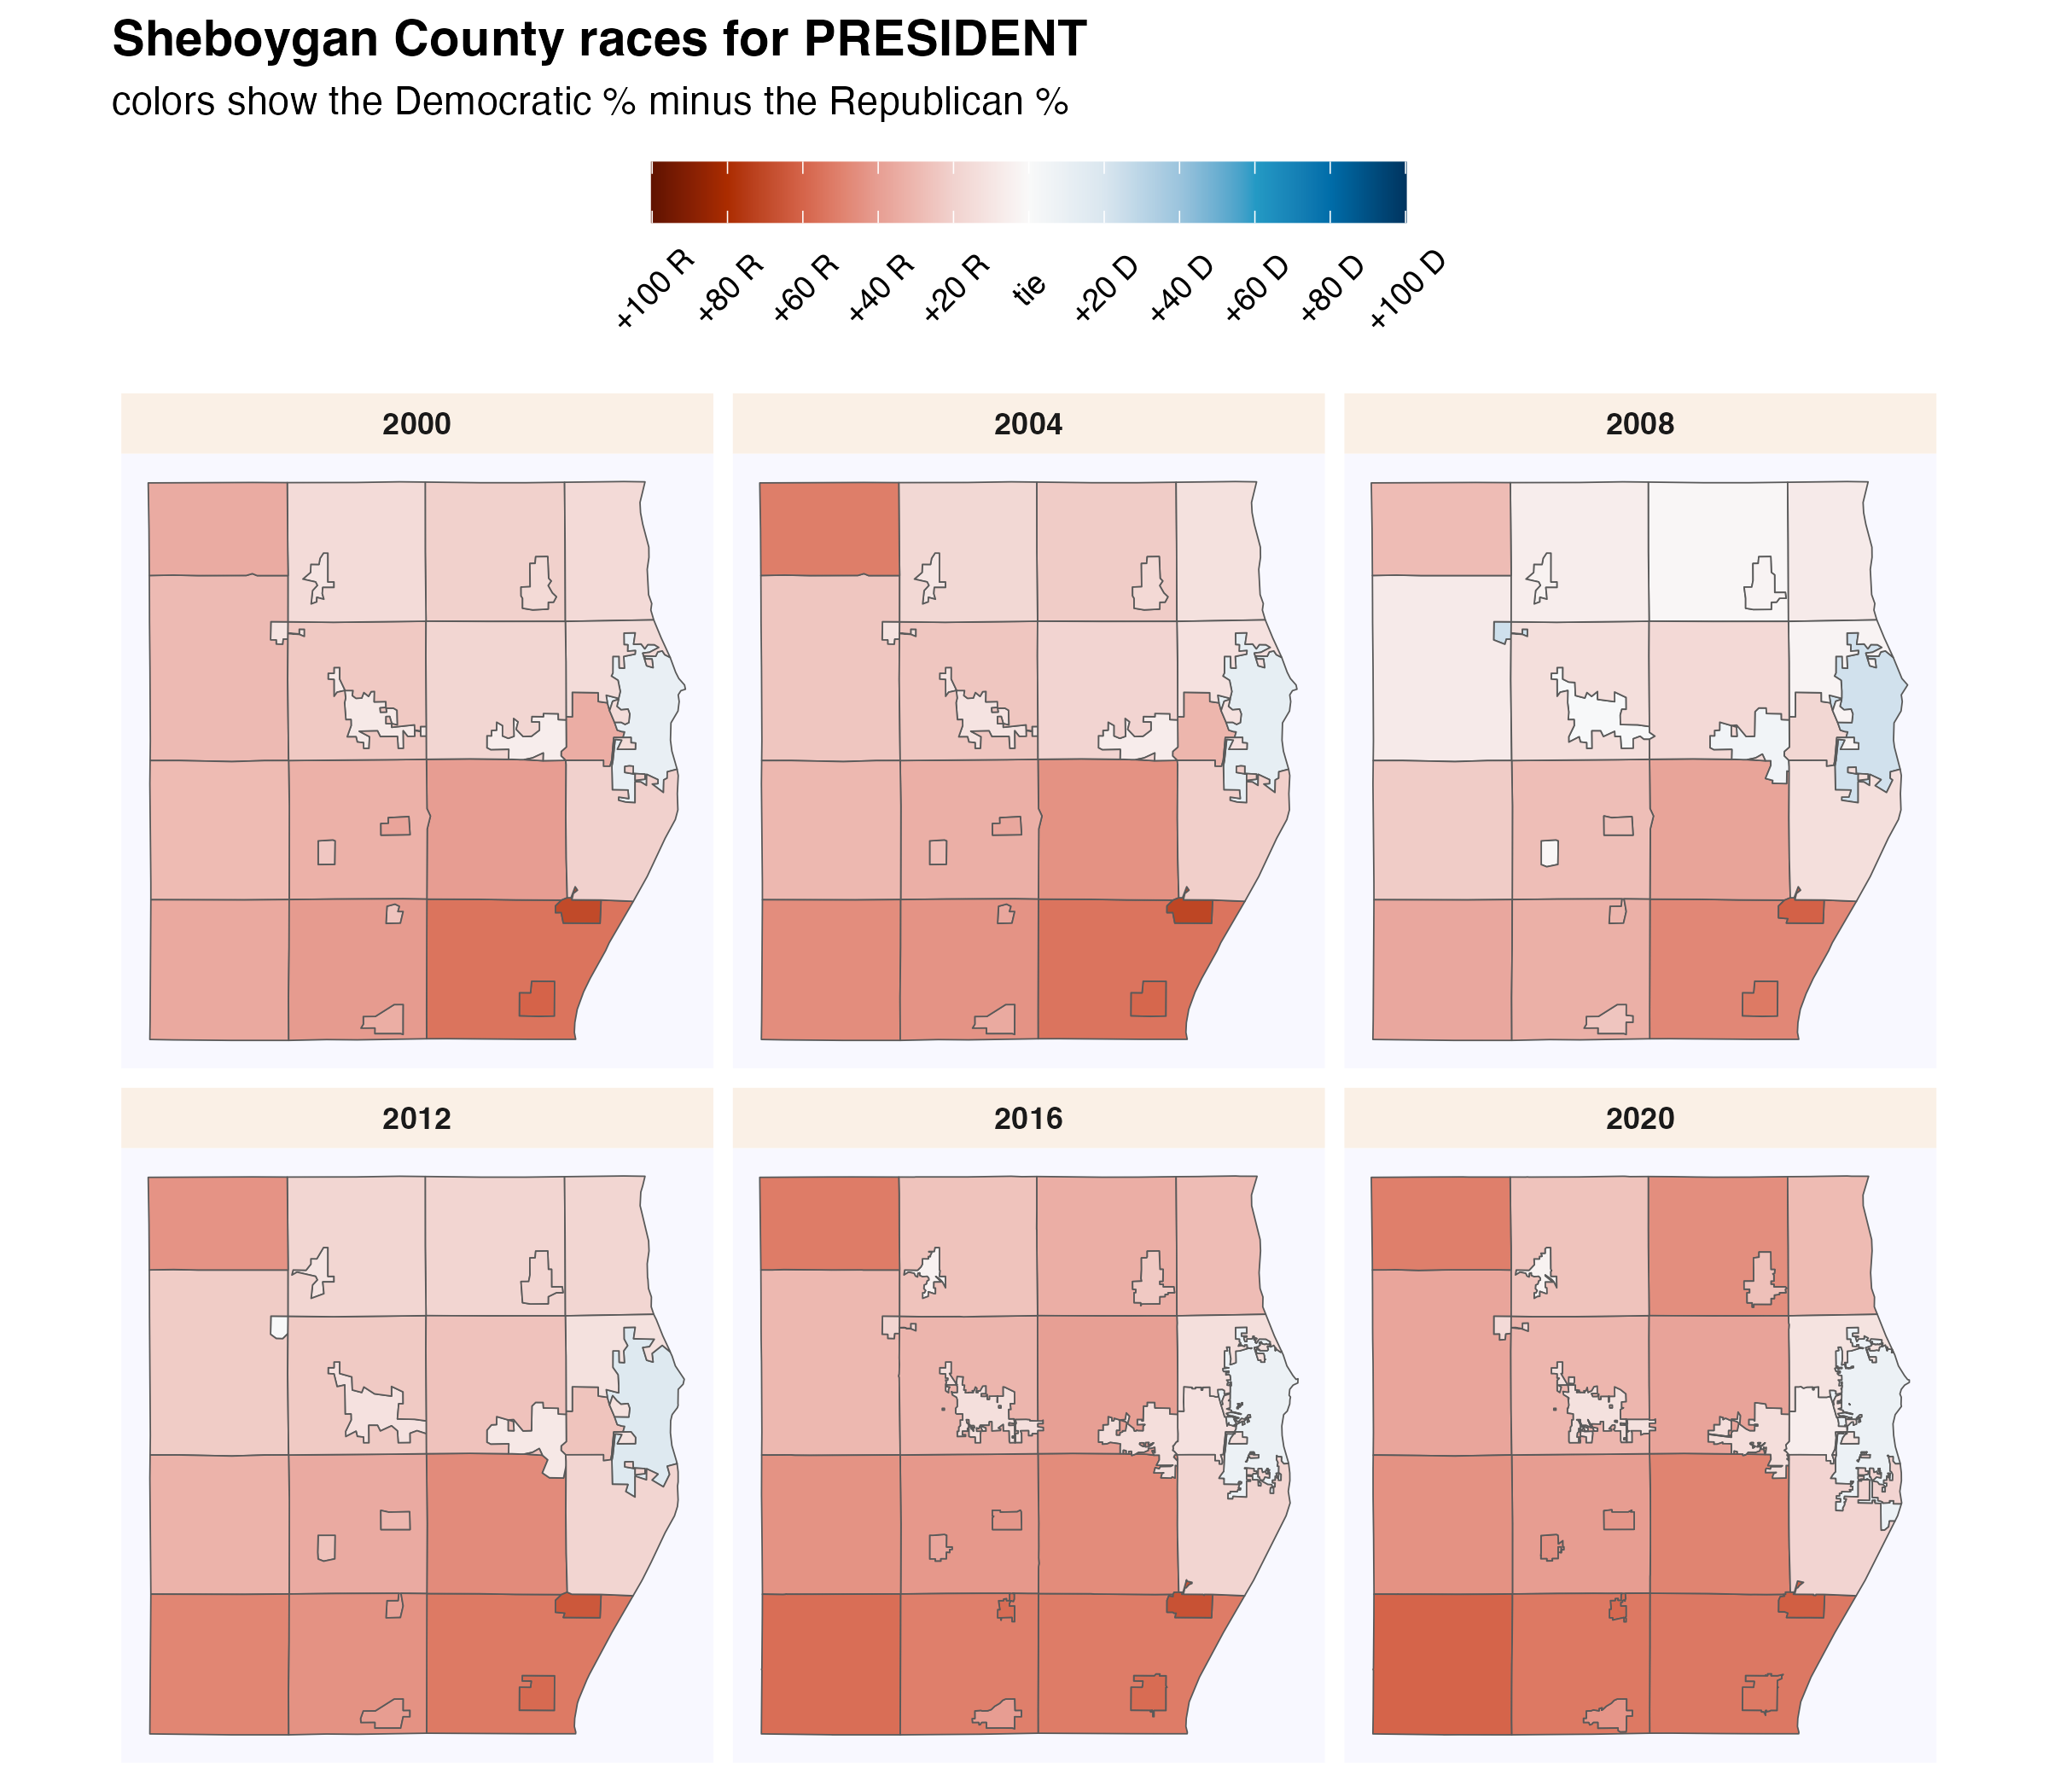 Sheboygan County races for PRESIDENT
colors show the Democratic % minus the Republican %
+100 R
+80 R
+60 R
+40 R
+20 R
tie
+20 D
+40 D
+60 D
+80 D
+100 D
2000
2004
2008
2012
2016
2020